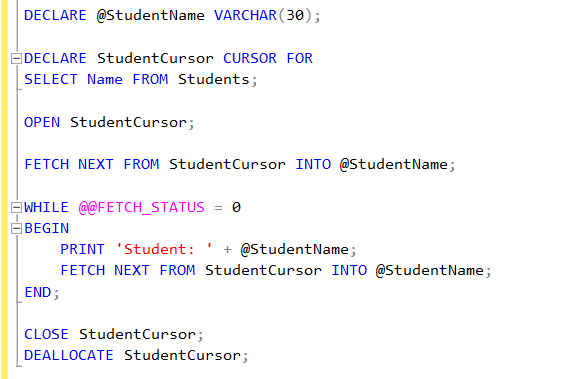 DECLARE @StudentName VARCHAR(30);
DECLARE StudentCursor CURSOR FOR
SELECT Name FROM Students;
OPEN StudentCursor;
FETCH NEXT FROM StudentCursor INTO @StudentName;
WHILE @@FETCH_STATUS = 0
BEGIN
    PRINT 'Student: ' + @StudentName;
    FETCH NEXT FROM StudentCursor INTO @StudentName;
END;
CLOSE StudentCursor;
DEALLOCATE StudentCursor;